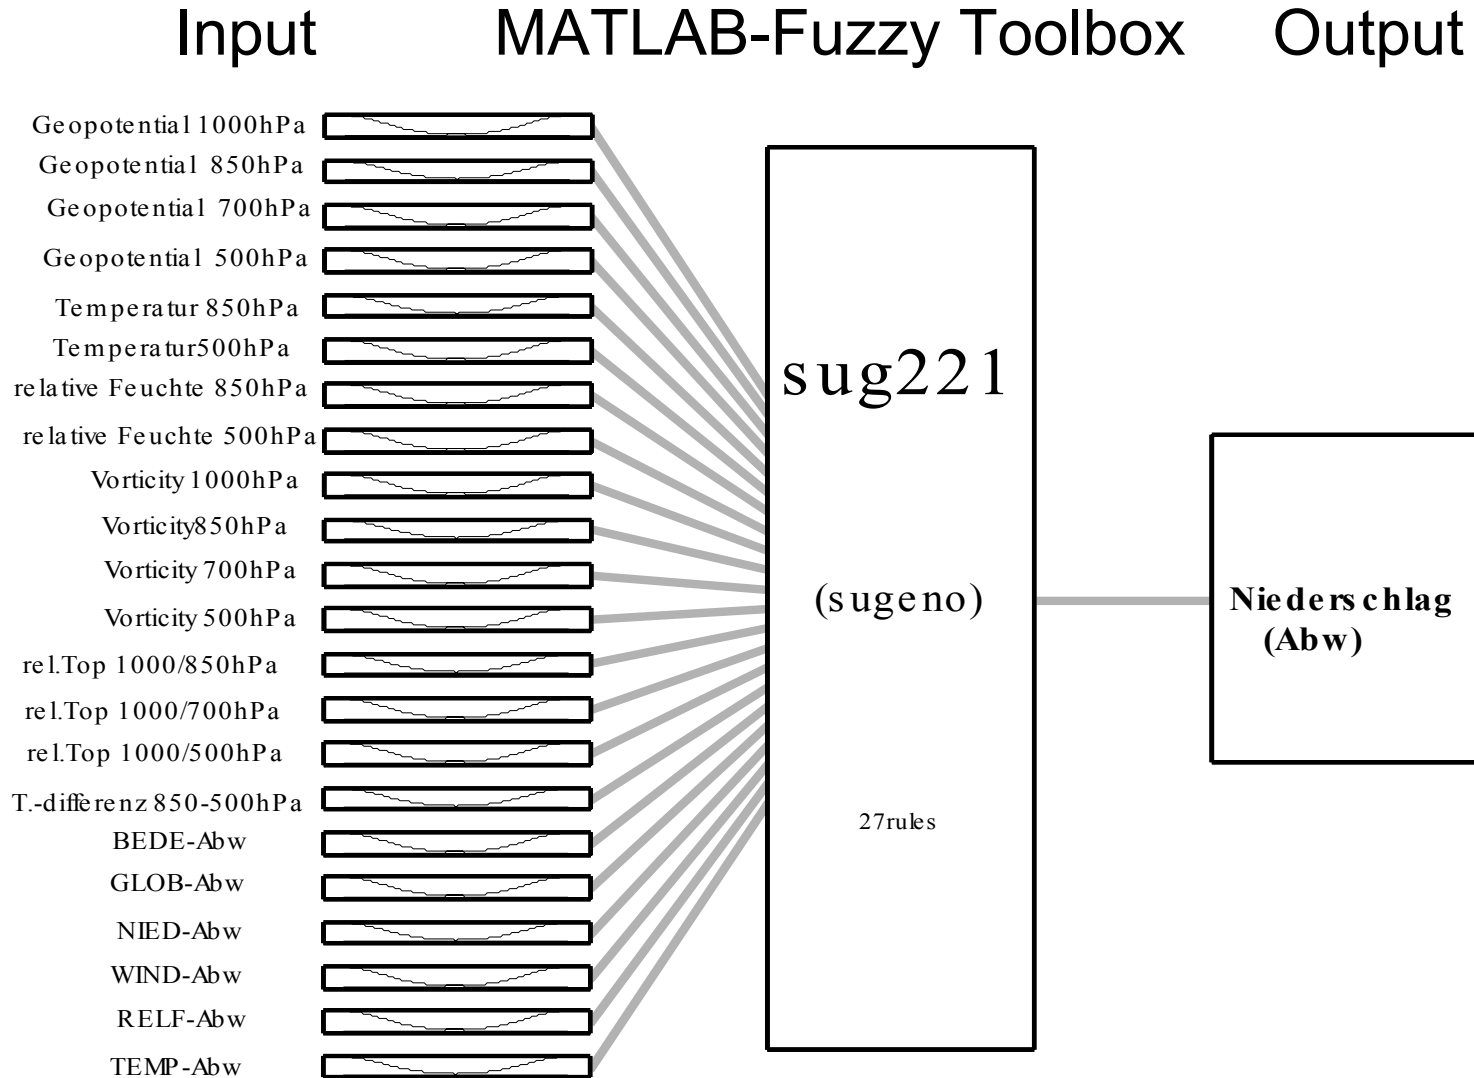 Input MATLAB-Fuzzy Toolbox Output
Geopotential 1000hPa
Geopotential 850hPa
Geopotential 700hPa
Geopotential 500hPa
Temperatur 850hPa
Temperatur500hPa
relative Feuchte 850hPa
relative Feuchte 500hPa
Vorticity 1000hPa
Vorticity850hPa
Vorticity 700hPa
Vorticity 500hPa
rel.Top 1000/850hPa
rel.Top 1000/700hPa
rel.Top 1000/500hPa
T.-differenz 850-500hPa
BEDE-Abw
GLOB-Abw
NIED-Abw
WIND-Abw
RELF-Abw
TEMP-Abw
sug221
(sugeno)
27rules
Niederschlag
(Abw)